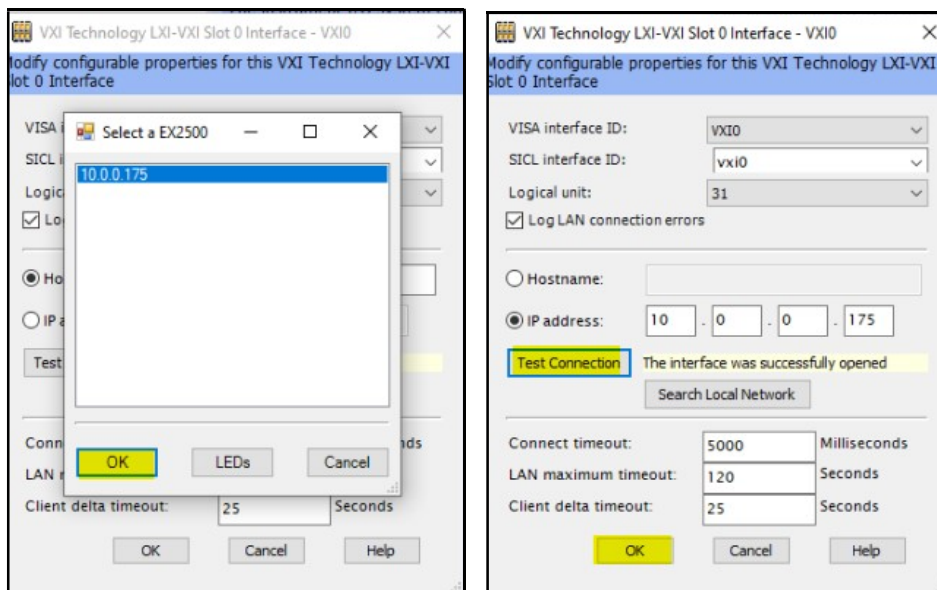 VXI Technology LXI-VXI Slot 0 Interface - VXI0
Modify configurable properties for this VXI Technology LXI-VXI
Slot 0 Interface
VISA i
SICL i
Logic
Lo
Select a EX2500
10.0.0.175
OK
LEDs
Cancel
Ho
IP a
Test
Conn
nds
LAN r
Client delta timeout:
25
Seconds
OK
Cancel
Help
VXI Technology LXI-VXI Slot 0 Interface - VXI0
Modify configurable properties for this VXI Technology LXI-VXI
Slot 0 Interface
VISA interface ID:
VXI0
SICL interface ID:
vxi0
Logical unit:
31
Log LAN connection errors
Hostname:
IP address:
10 . 0 . 0 . 175
Test Connection
The interface was successfully opened
Search Local Network
Connect timeout:
5000
Milliseconds
LAN maximum timeout:
120
Seconds
Client delta timeout:
25
Seconds
OK
Cancel
Help